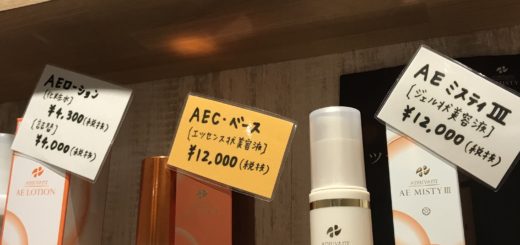 AEローション
[化粧水]
¥4,300(税抜)
[詰替]
¥4,000(税抜)
AEC・ベース
[エッセンス状美容液]
¥12,000(税抜)
AE ミスティⅢ
[ジェル状美容液]
¥12,000(税抜)
AE LOTION
AE MISTY Ⅲ